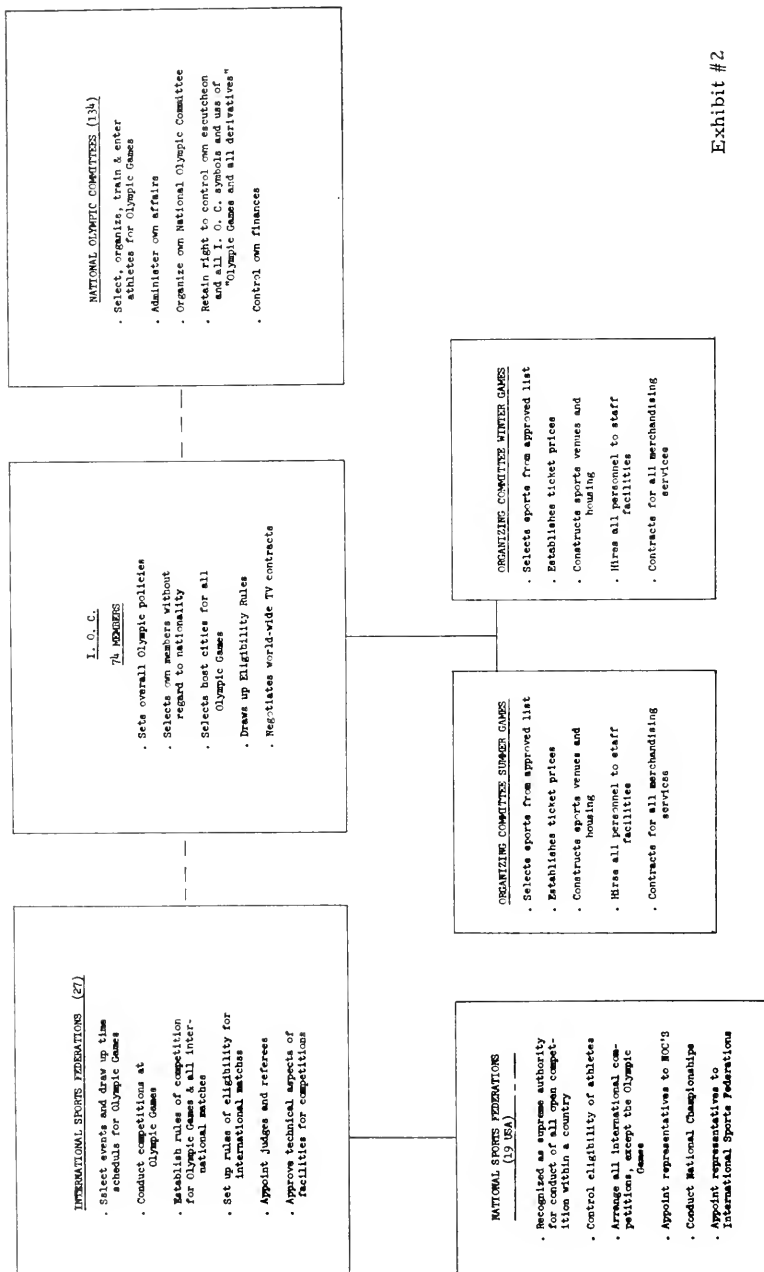 INTERNATIONAL SPORTS FEDERATIONS (27)
. Select events and draw up time
schedule for Olympic Games
. Conduct competitions at
Olympic Games
. Establish rules of competition
for Olympic Games & all inter-
national matches
. Set up rules of eligibility for
international matches
. Appoint judges and referees
. Approve technical aspects of
facilities for competitions
I. O. C.
74 MEMBERS
. Sets overall Olympic policies
. Selects own members without
regard to nationality
. Selects host cities for all
Olympic Games
. Draws up Eligibility Rules
. Negotiates world-wide TV contracts
NATIONAL OLYMPIC COMMITTEES (134)
. Select, organize, train & enter
athletes for Olympic Games
. Administer own affairs
. Organize own National Olympic Committee
. Retain right to control own escutcheon
and all I. O. C. symbols and use of
"Olympic Games and all derivatives"
. Control own finances
NATIONAL SPORTS FEDERATIONS
(19 USA)
. Recognized as supreme authority
for conduct of all open compet-
ition within a country
. Control eligibility of athletes
. Arrange all international com-
petitions, except the Olympic
Games
. Appoint representatives to NOC'S
. Conduct National Championships
. Appoint representatives to
International Sports Federations
ORGANIZING COMMITTEE SUMMER GAMES
. Selects sports from approved list
. Establishes ticket prices
. Constructs sports venues and
housing
. Hires all personnel to staff
facilities
. Contracts for all merchandising
services
ORGANIZING COMMITTEE WINTER GAMES
. Selects sports from approved list
. Establishes ticket prices
. Constructs sports venues and
housing
. Hires all personnel to staff
facilities
. Contracts for all merchandising
services
Exhibit #2